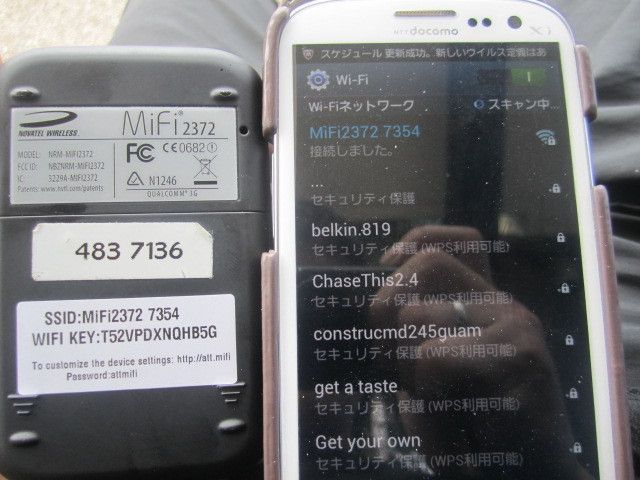 NOVATEL WIRELESS
MiFi® 2372
MODEL: NRM-MiFi2372
FCC ID: NBZNRM-MIFI2372
IC: 3229A-MIFI2372
Patents: www.nvtl.com/patents
FC CE0682
N1246
QUALCOMM 3G
483 7136
SSID:MiFi2372 7354
WIFI KEY:T52VPDXNQHB5G
To customize the device settings: http://att.mifi
Password:attmifi
NTT docomo
Xi
スケジュール 更新成功。新しいウイルス定義はあ
Wi-Fi
Wi-Fiネットワーク
スキャン中...
MiFi2372 7354
接続しました。
...
セキュリティ保護
belkin.819
セキュリティ保護 (WPS利用可能)
ChaseThis2.4
セキュリティ保護 (WPS利用可能)
construcmd245guam
セキュリティ保護 (WPS利用可能)
get a taste
セキュリティ保護 (WPS利用可能)
Get your own
セキュリティ保護 (WPS利用可能)